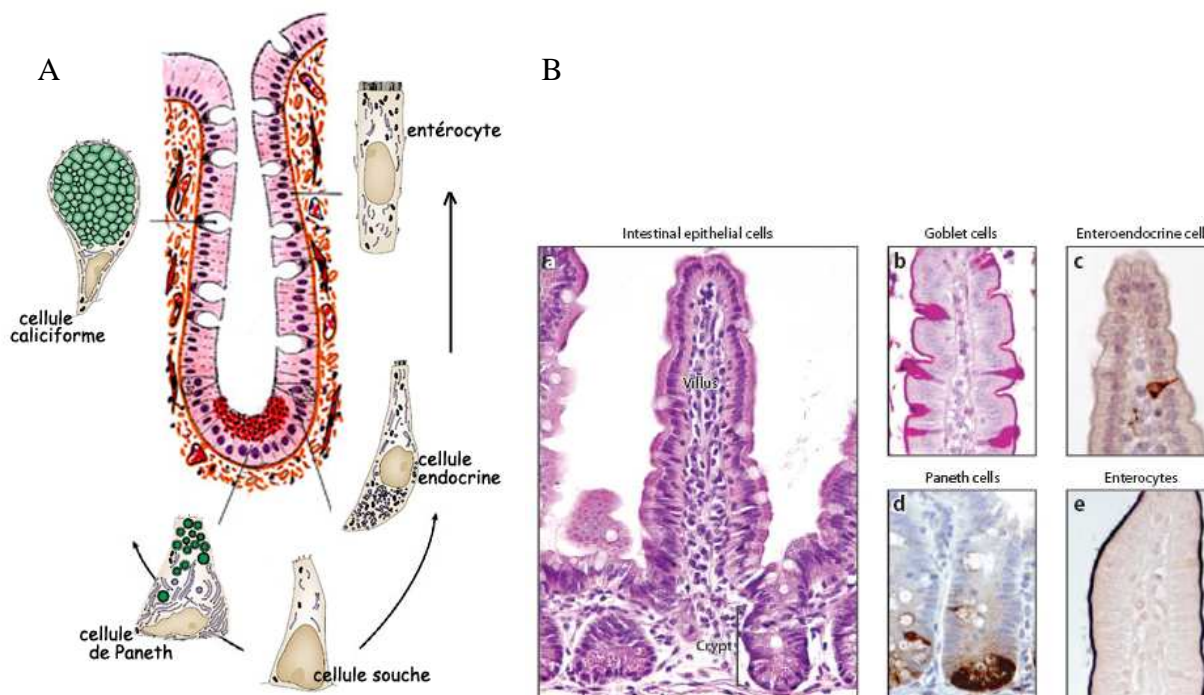 A
B
entérocyte
cellule
caliciforme
cellule
endocrine
cellule
de Paneth
cellule souche
Intestinal epithelial cells
Goblet cells
Enteroendocrine cell
a
b
c
Villus
Crypt
Paneth cells
Enterocytes
d
e